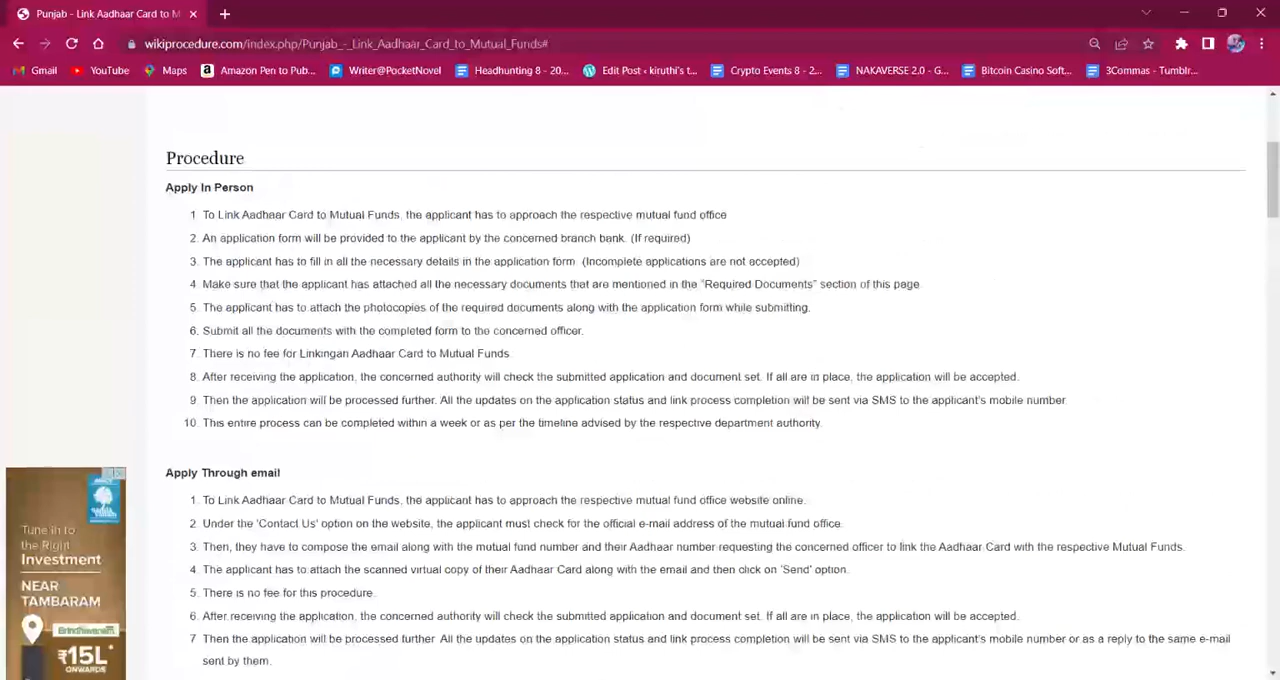 Punjab - Link Aadhaar Card to M
wikiprocedure.com/index.php/Punjab_-_Link_Aadhaar_Card_to_Mutual_Funds#
Gmail
YouTube
Maps
Amazon Pen to Pub...
Writer@PocketNovel
Headhunting 8 - 20...
Edit Post ‹ kiruthi's t...
Crypto Events 8 - 2...
NAKAVERSE 2.0 - G...
Bitcoin Casino Soft...
3Commas - Tumblr...
Procedure
Apply In Person
1 To Link Aadhaar Card to Mutual Funds, the applicant has to approach the respective mutual fund office
2. An application form will be provided to the applicant by the concerned branch bank. (If required)
3. The applicant has to fill in all the necessary details in the application form. (Incomplete applications are not accepted)
4. Make sure that the applicant has attached all the necessary documents that are mentioned in the "Required Documents" section of this page
5. The applicant has to attach the photocopies of the required documents along with the application form while submitting.
6. Submit all the documents with the completed form to the concerned officer.
7. There is no fee for Linkingan Aadhaar Card to Mutual Funds
8. After receiving the application, the concerned authority will check the submitted application and document set. If all are in place, the application will be accepted.
9 Then the application will be processed further. All the updates on the application status and link process completion will be sent via SMS to the applicant's mobile number
10 This entire process can be completed within a week or as per the timeline advised by the respective department authority.
Apply Through email
1. To Link Aadhaar Card to Mutual Funds, the applicant has to approach the respective mutual fund office website online.
2. Under the 'Contact Us' option on the website, the applicant must check for the official e-mail address of the mutual fund office.
3. Then, they have to compose the email along with the mutual fund number and their Aadhaar number requesting the concerned officer to link the Aadhaar Card with the respective Mutual Funds.
4. The applicant has to attach the scanned virtual copy of their Aadhaar Card along with the email and then click on 'Send' option.
5. There is no fee for this procedure.
6. After receiving the application, the concerned authority will check the submitted application and document set. If all are in place, the application will be accepted.
7 Then the application will be processed further. All the updates on the application status and link process completion will be sent via SMS to the applicant's mobile number or as a reply to the same e-mail
sent by them.
Tune in to
the Right
Investment
NEAR
TAMBARAM
₹15L*
ONWARDS